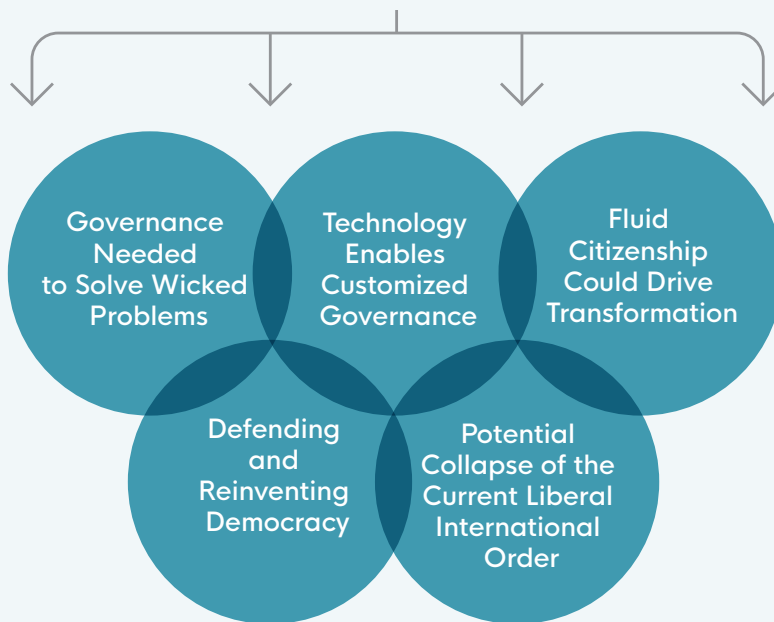 Governance
Needed
to Solve Wicked
Problems
Technology
Enables
Customized
Governance
Fluid
Citizenship
Could Drive
Transformation
Defending
and
Reinventing
Democracy
Potential
Collapse of the
Current Liberal
International
Order